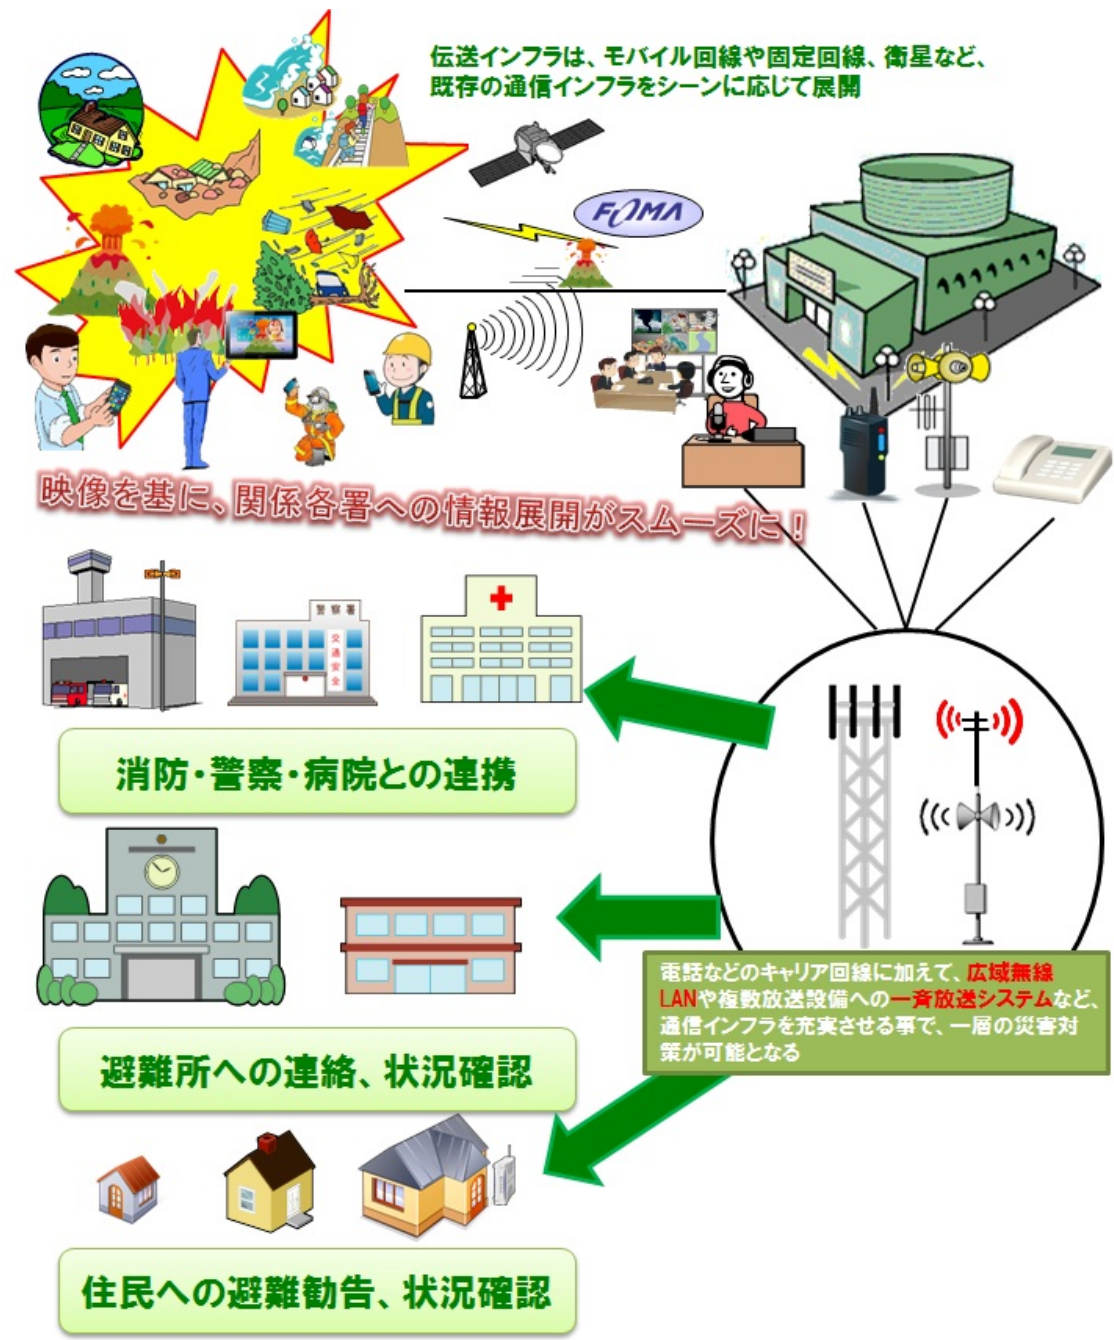 伝送インフラは、モバイル回線や固定回線、衛星など、
既存の通信インフラをシーンに応じて展開
FOMA
映像を基に、関係各署への情報展開がスムーズに！
警察署
交通安全
消防・警察・病院との連携
避難所への連絡、状況確認
電話などのキャリア回線に加えて、広域無線
LANや複数放送設備への一斉放送システムなど、
通信インフラを充実させる事で、一層の災害対
策が可能となる
住民への避難勧告、状況確認